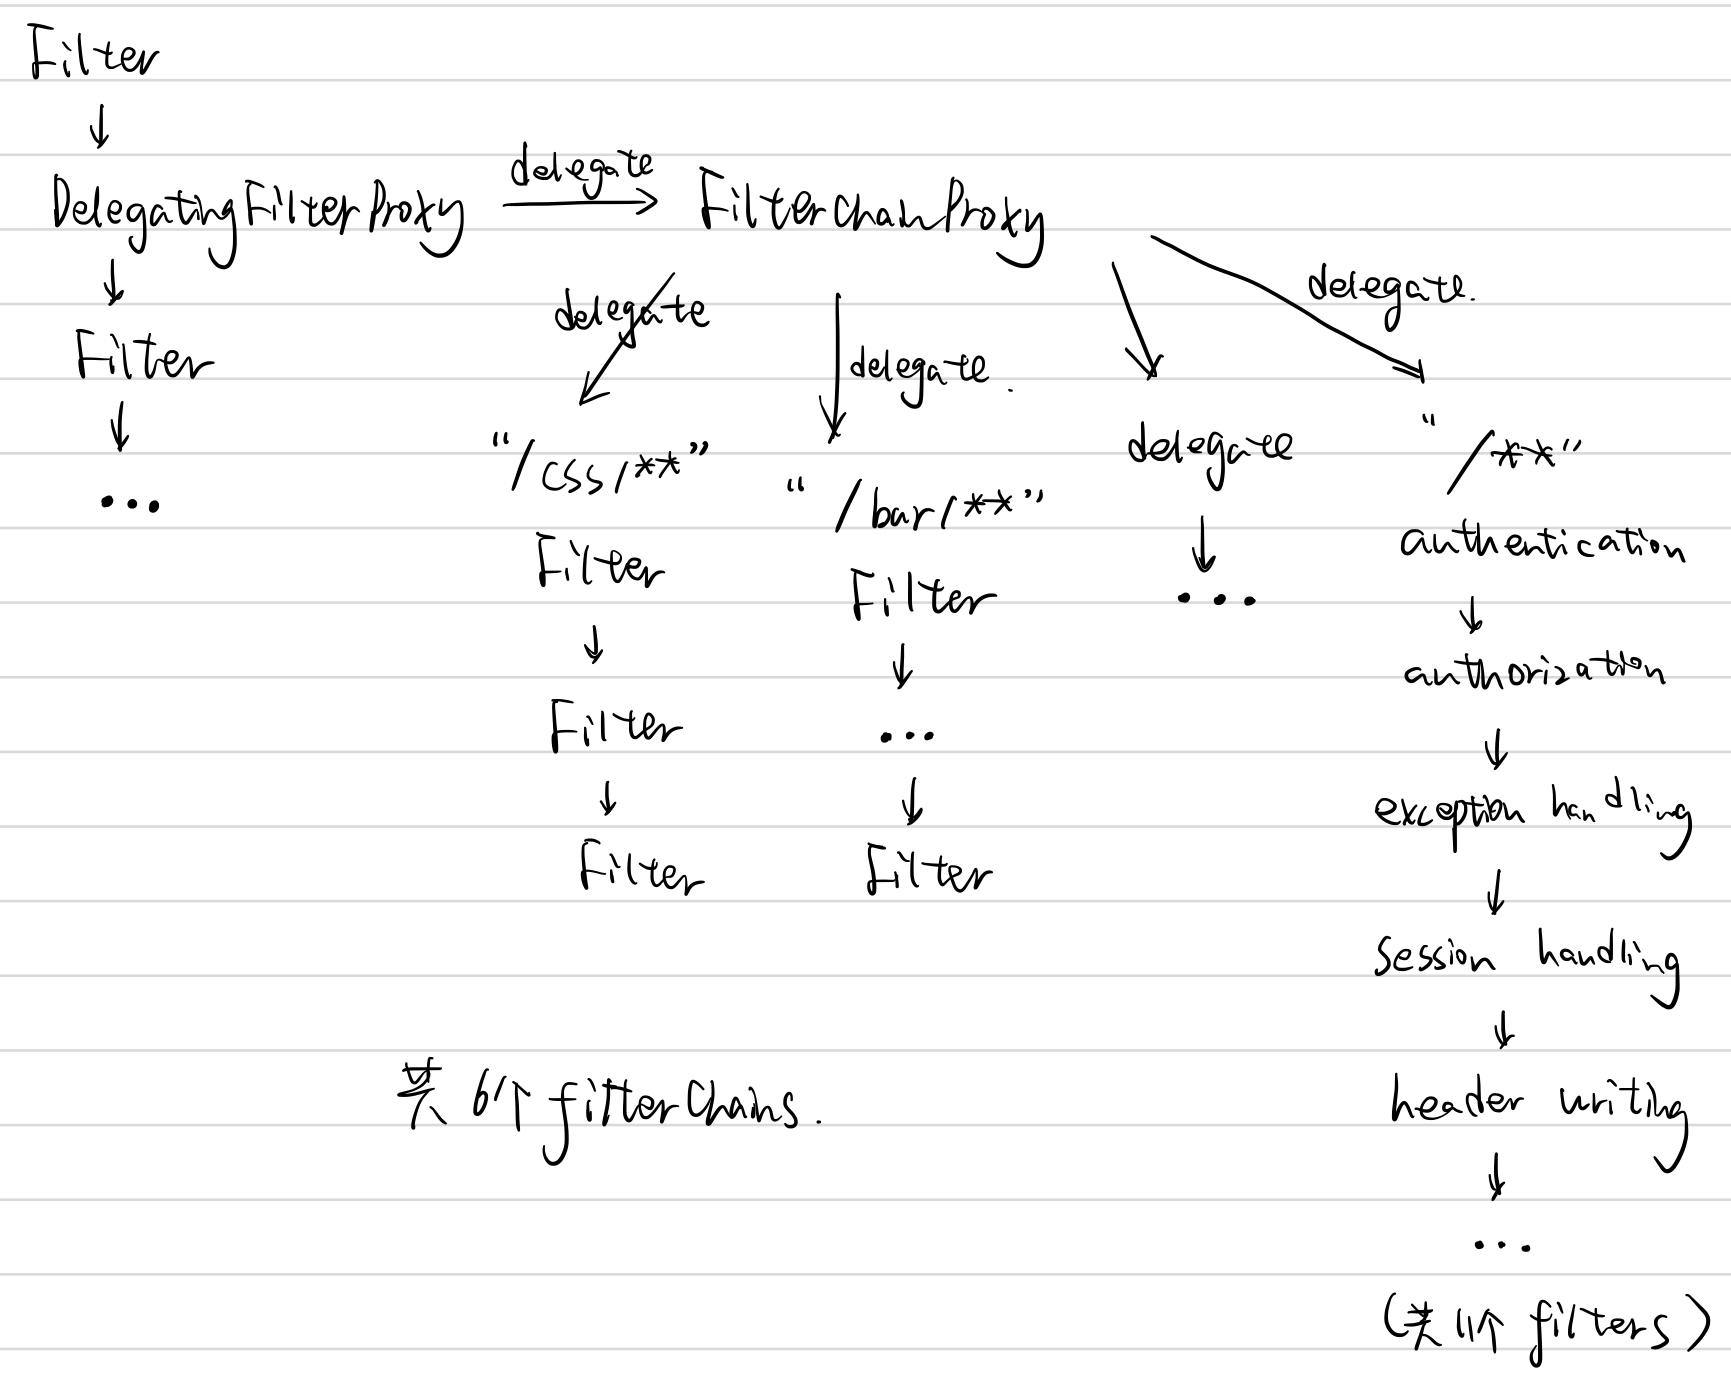 Filter
↓
DelegatingFilterProxy
delegate
→
FilterchainProxy
↓
Filter
↓
...
delegate
"/css/**"
Filter
↓
Filter
↓
Filter
delegate.
"/bar/**"
Filter
↓
...
↓
Filter
delegate
↓
...
delegate.
"/**"
authentication
↓
authorization
↓
exception handling
↓
Session handling
↓
header writing
↓
...
(共11个 filters)
共 6个 filterChains.